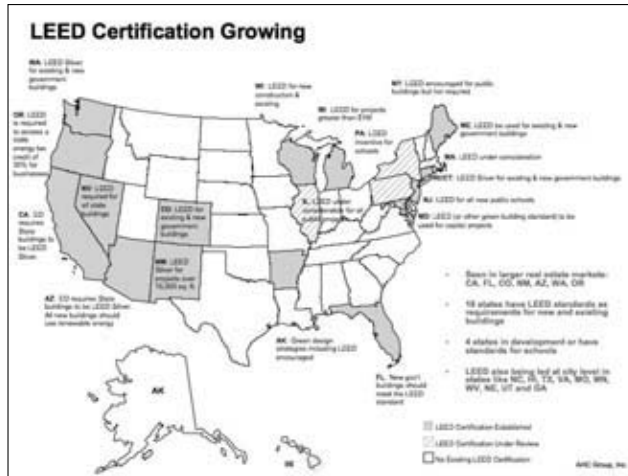 LEED Certification Growing
WA: LEED Silver
for existing & new
government
buildings
OR: LEED
is required
to access a
state
energy tax
credit of
35% for
businesses
CA: EO
requires State
buildings to
be LEED
Silver
NV: LEED
required for
all state
buildings
CO: LEED for
existing & new
government
buildings
NM: LEED
Silver for
projects over
15,000 sq. ft.
AZ: EO requires State
buildings to be LEED Silver.
All new buildings should
use renewable energy
WI: LEED for new
construction &
existing
MI: LEED for projects
greater than
PA: LEED
incentive for
schools
NY: LEED encouraged for public
buildings but not required
LEED be used for existing & new
government buildings
MA: LEED under consideration
LEED Silver for existing & new government buildings
NJ: LEED for all new public schools
MD: LEED (or other green building standard) to be
used for capital projects
IL: LEED under
consideration for all
Green design
strategies including LEED
encouraged
FL: New gov't
buildings should
meet the LEED
standard
AK
HI
- Seen in larger real estate markets:
CA, FL, CO, NM, AZ, WA, OR
- 18 states have LEED standards as
requirements for new and existing
buildings
- 4 states in development or have
standards for schools
- LEED also being led at city level in
states like NC, HI, TX, VA, MO, MN,
WV, NE, UT and GA
LEED Certification Established
LEED Certification Under Review
No Existing LEED Certification
AHC Group, Inc.